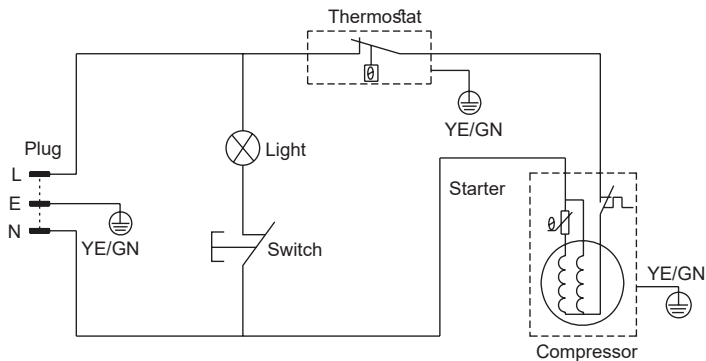 Thermostat
θ
YE/GN
Plug
L
E
N
YE/GN
Light
Switch
Starter
θ
YE/GN
Compressor